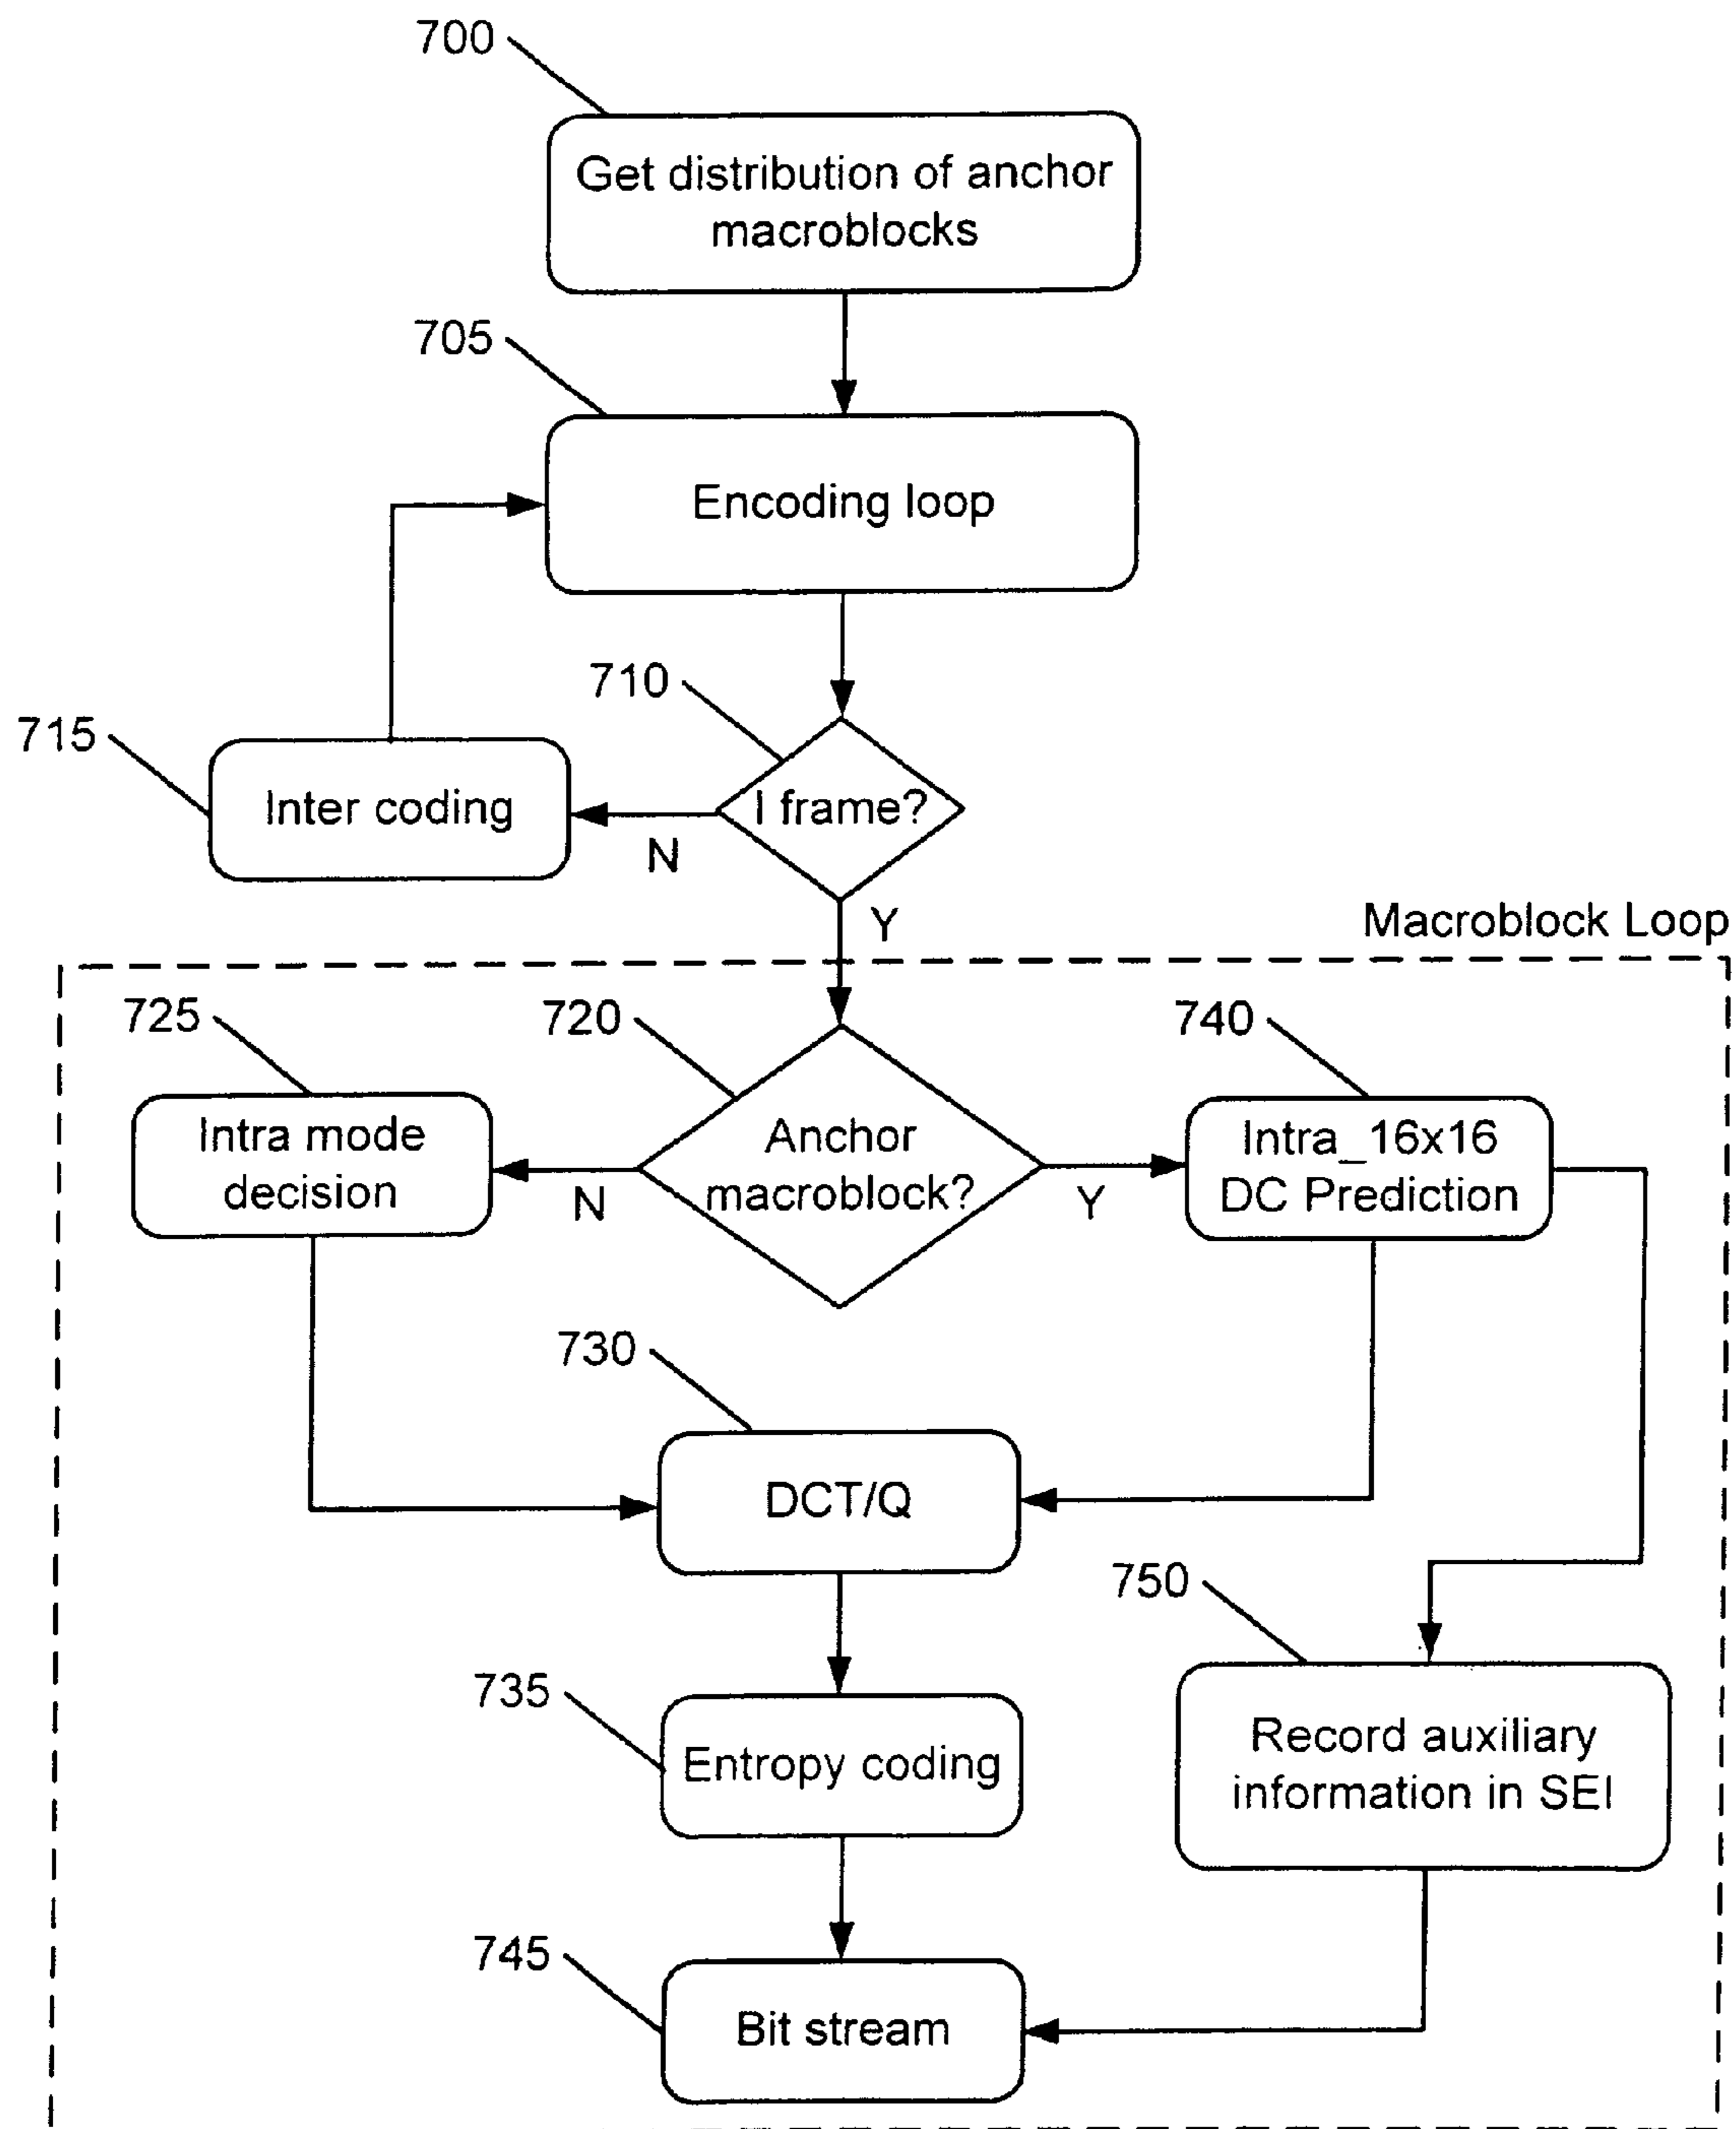 700
Get distribution of anchor
macroblocks
705
Encoding loop
710
715
Inter coding
I frame?
N
Y
Macroblock Loop
725
720
740
Intra mode
decision
N
Anchor
macroblock?
Y
Intra_16x16
DC Prediction
730
DCT/Q
750
735
Entropy coding
Record auxiliary
information in SEI
745
Bit stream